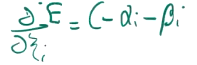 ∂E/∂ξᵢ = C - αᵢ - βᵢ